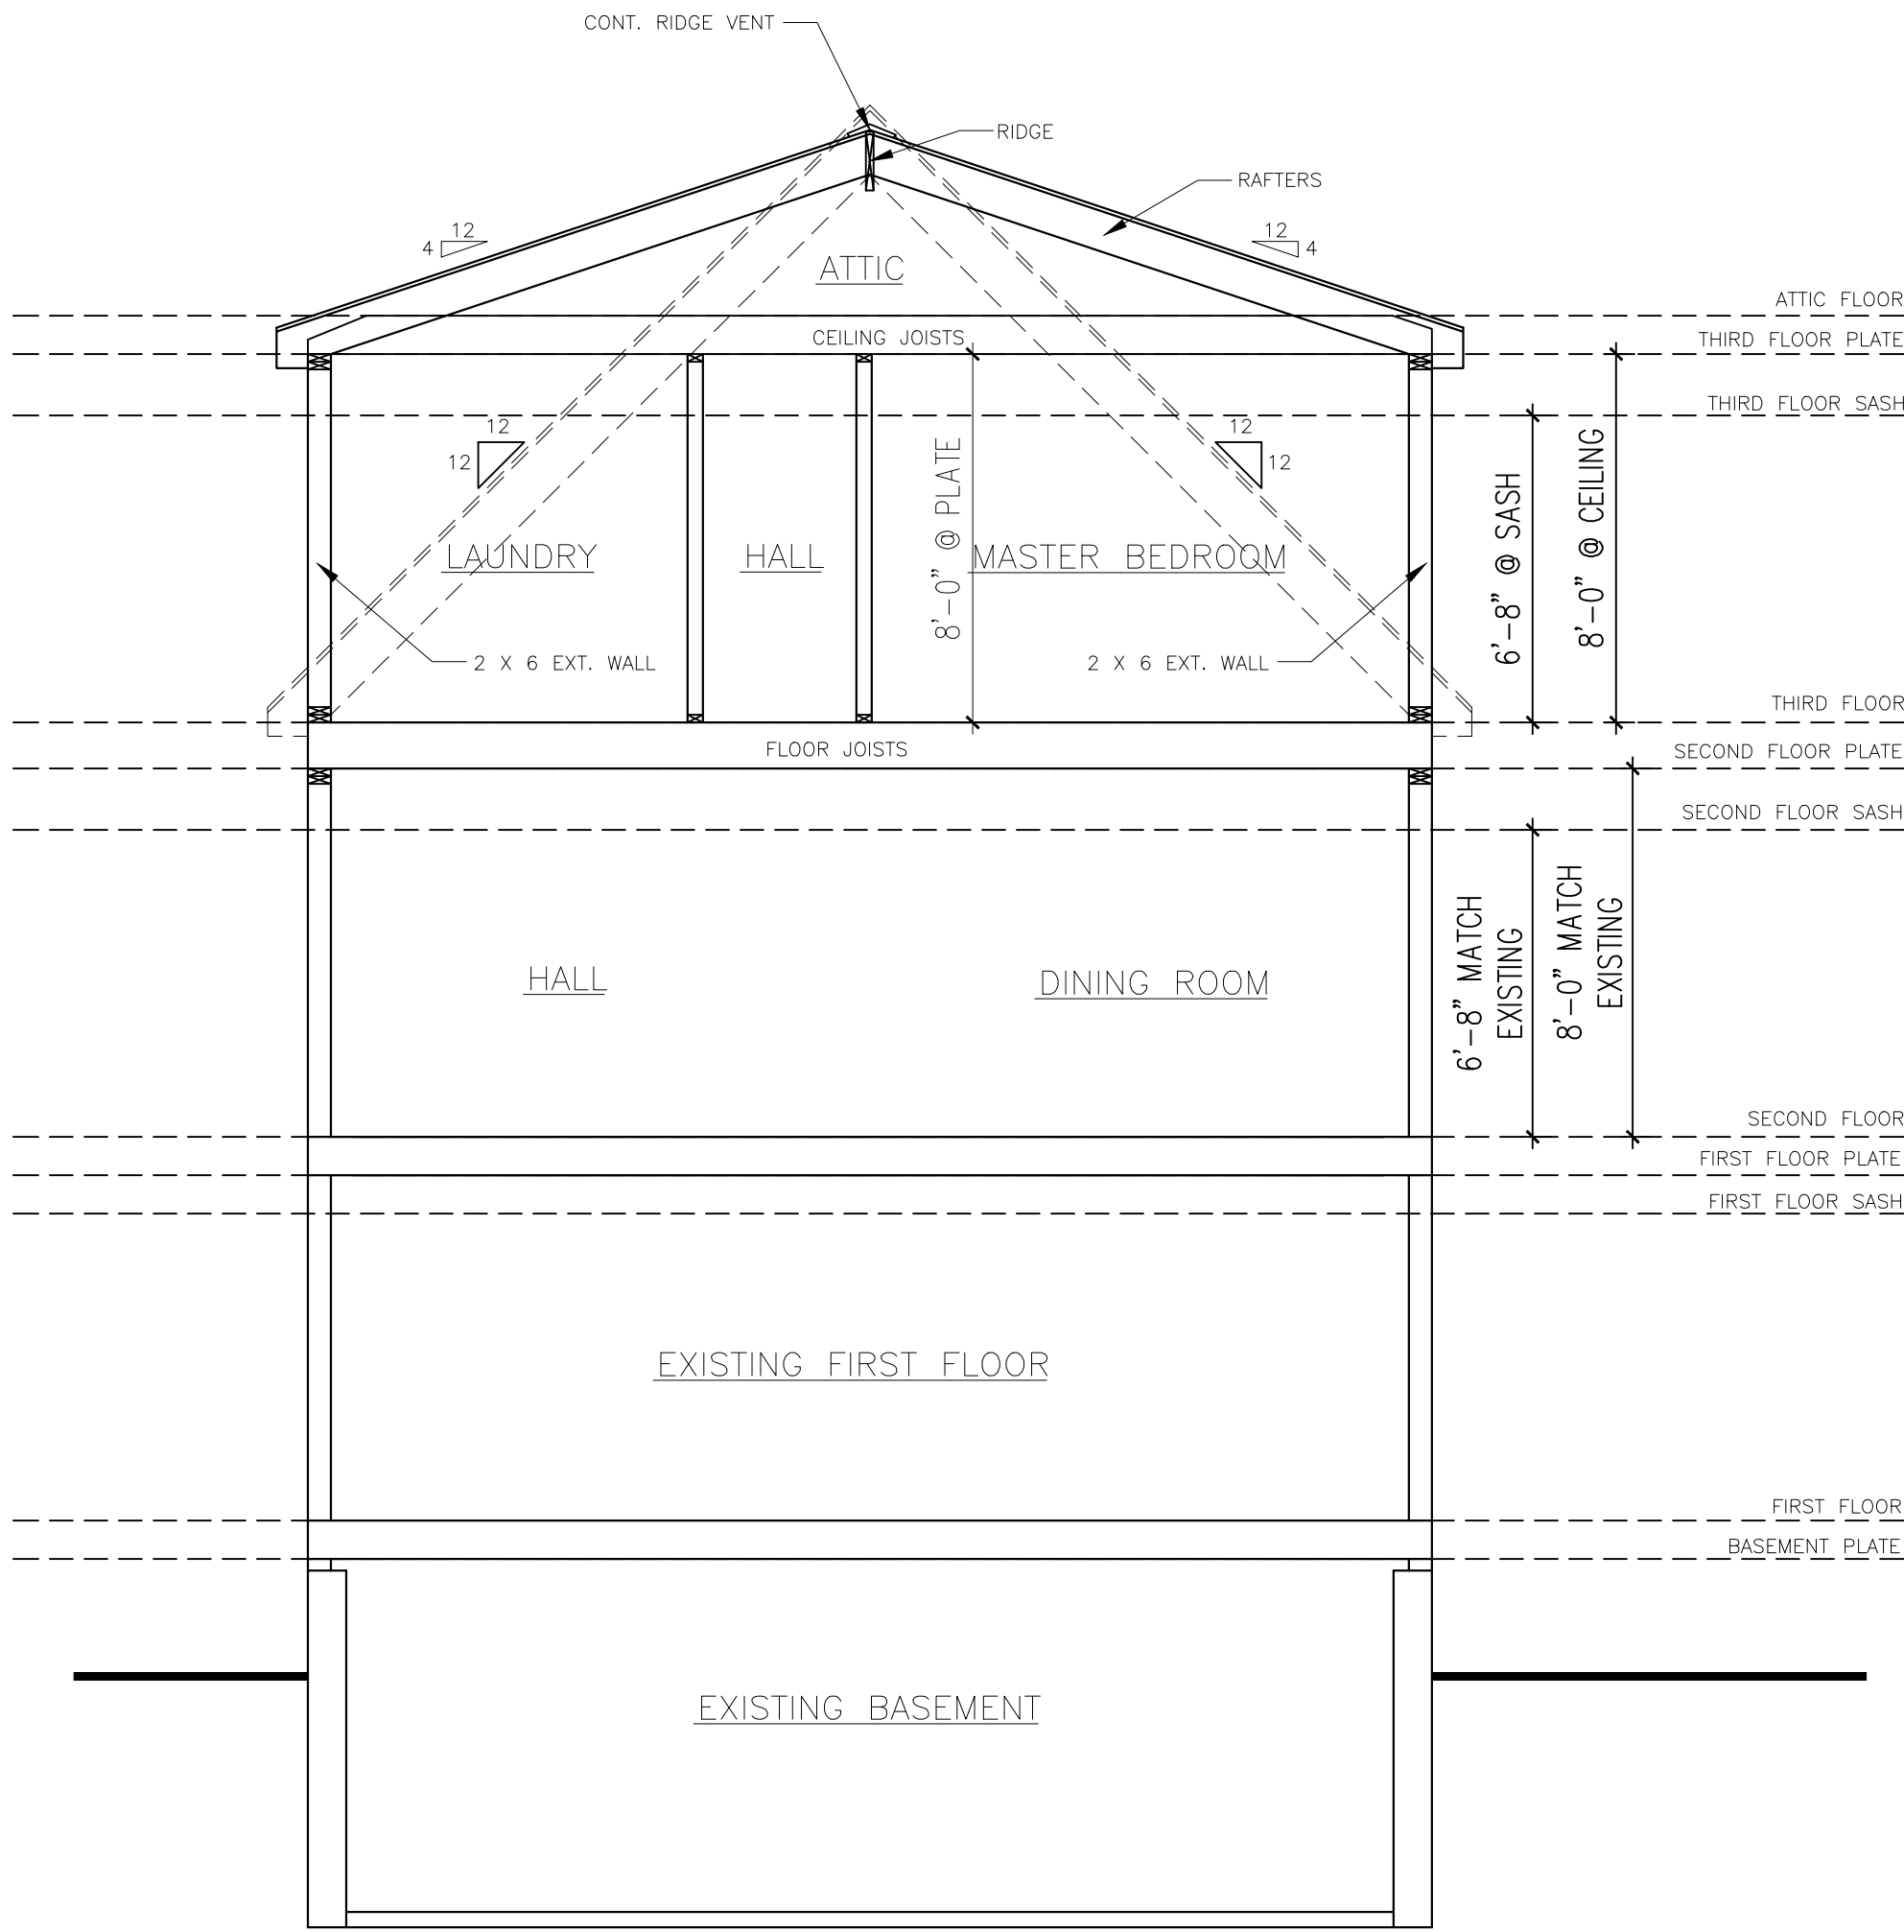 CONT. RIDGE VENT
RIDGE
RAFTERS
12
4
12
4
ATTIC
ATTIC FLOOR
CEILING JOISTS
THIRD FLOOR PLATE
THIRD FLOOR SASH
12
12
12
12
8'-0" @ PLATE
6'-8" @ SASH
8'-0" @ CEILING
LAUNDRY
HALL
MASTER BEDROOM
2 X 6 EXT. WALL
2 X 6 EXT. WALL
THIRD FLOOR
FLOOR JOISTS
SECOND FLOOR PLATE
SECOND FLOOR SASH
6'-8" MATCH
EXISTING
8'-0" MATCH
EXISTING
HALL
DINING ROOM
SECOND FLOOR
FIRST FLOOR PLATE
FIRST FLOOR SASH
EXISTING FIRST FLOOR
FIRST FLOOR
BASEMENT PLATE
EXISTING BASEMENT